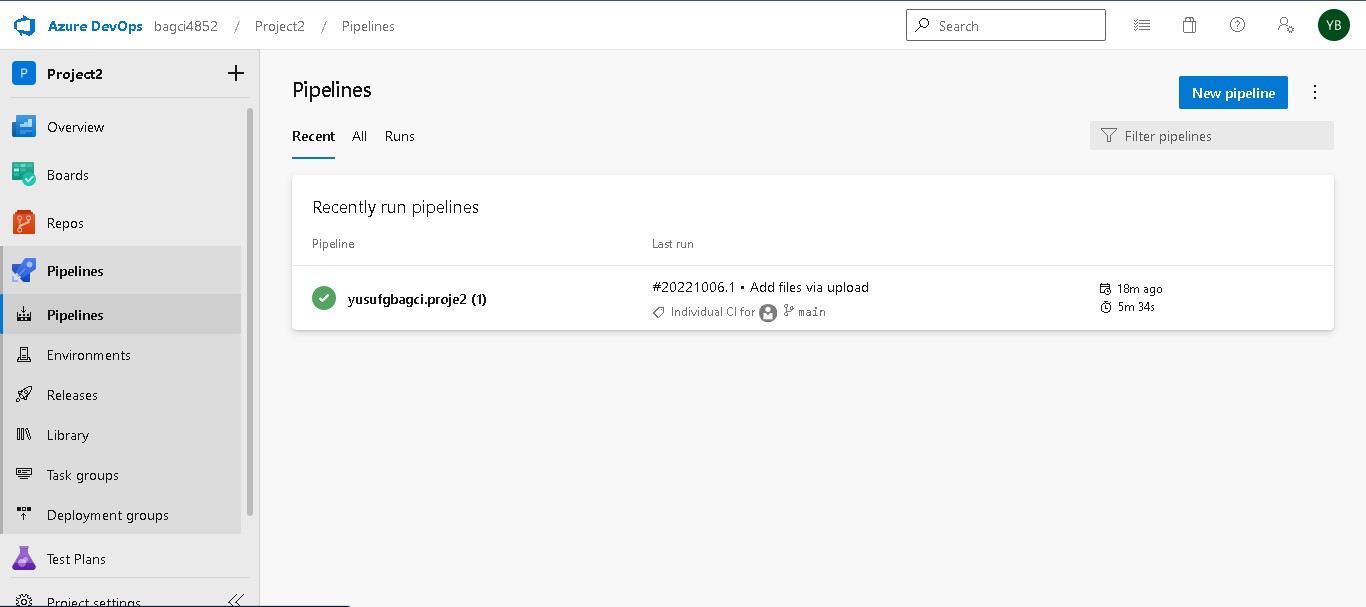 Azure DevOps bagci4852 / Project2 / Pipelines
Search
YB
P Project2
Overview
Boards
Repos
Pipelines
Pipelines
Environments
Releases
Library
Task groups
Deployment groups
Test Plans
Project settings
Pipelines
New pipeline
Recent All Runs
Filter pipelines
Recently run pipelines
Pipeline Last run
yusufgbagci.proje2 (1)
#20221006.1 • Add files via upload
Individual CI for main
18m ago
5m 34s